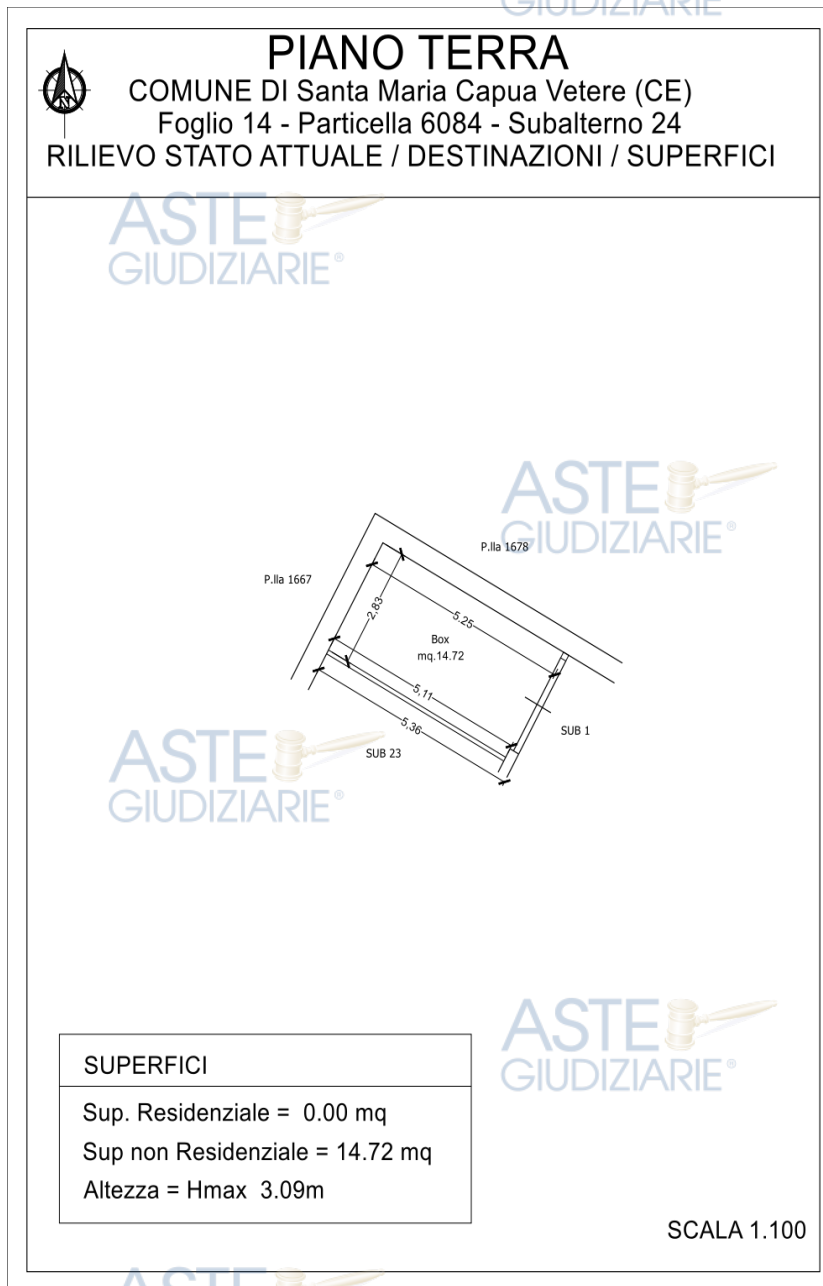 GIUDIZIARIE
PIANO TERRA
COMUNE DI Santa Maria Capua Vetere (CE)
Foglio 14 - Particella 6084 - Subalterno 24
RILIEVO STATO ATTUALE / DESTINAZIONI / SUPERFICI
N
ASTE
GIUDIZIARIE®
ASTE
GIUDIZIARIE®
P.lla 1678
P.lla 1667
2,83
5,25
Box
mq.14.72
5,11
5,36
SUB 1
SUB 23
ASTE
GIUDIZIARIE®
ASTE
GIUDIZIARIE®
SUPERFICI
Sup. Residenziale = 0.00 mq
Sup non Residenziale = 14.72 mq
Altezza = Hmax 3.09m
SCALA 1.100
ASTE